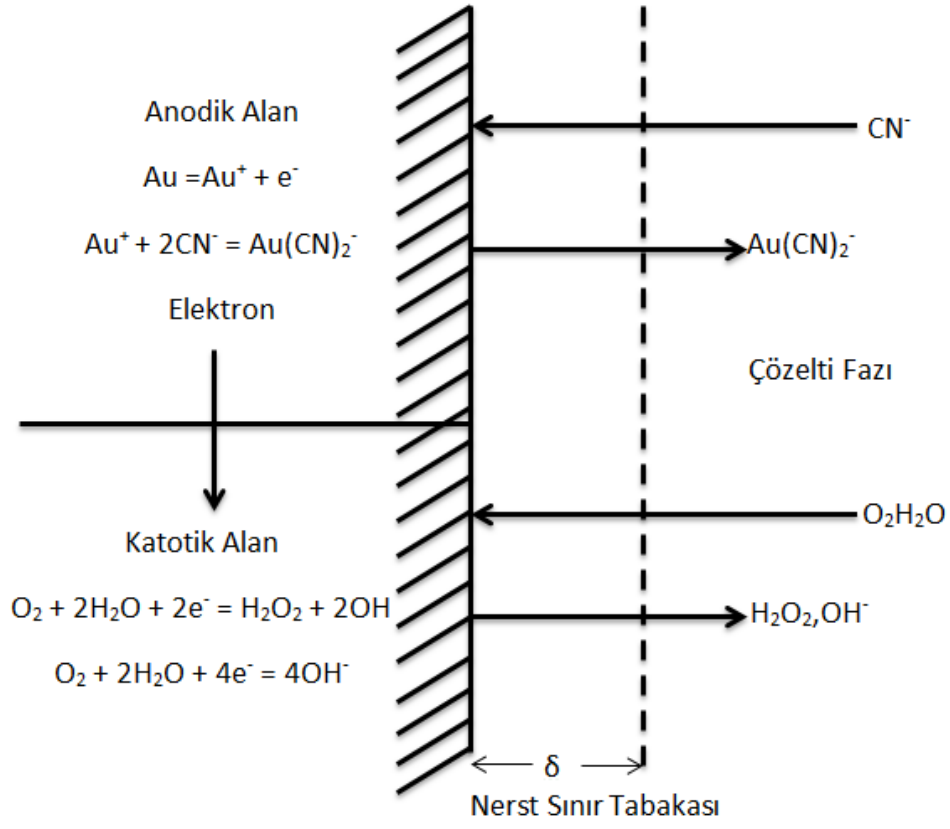 Anodik Alan
Au =Au⁺ + e⁻
Au⁺ + 2CN⁻ = Au(CN)₂⁻
Elektron
Katotik Alan
O₂ + 2H₂O + 2e⁻ = H₂O₂ + 2OH
O₂ + 2H₂O + 4e⁻ = 4OH⁻
CN⁻
Au(CN)₂⁻
Çözelti Fazı
O₂H₂O
H₂O₂,OH⁻
δ
Nerst Sınır Tabakası